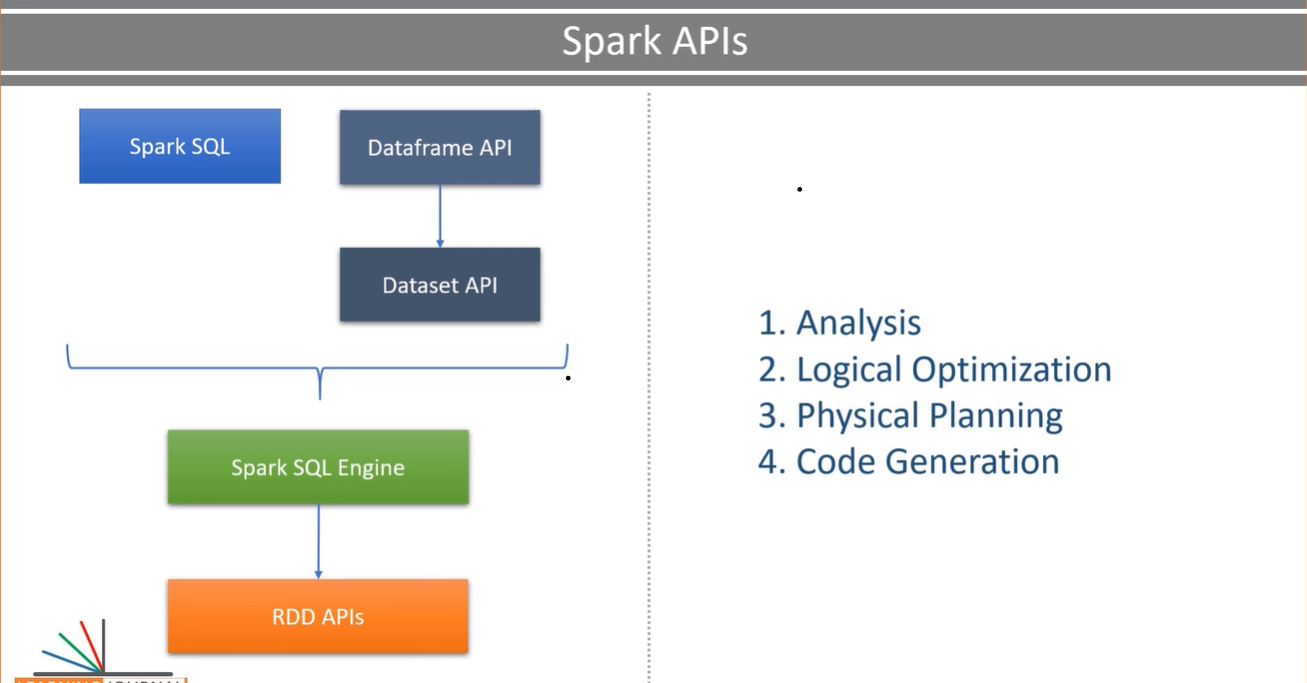 Spark APIs
Spark SQL
Dataframe API
Dataset API
Spark SQL Engine
RDD APIs
1. Analysis
2. Logical Optimization
3. Physical Planning
4. Code Generation